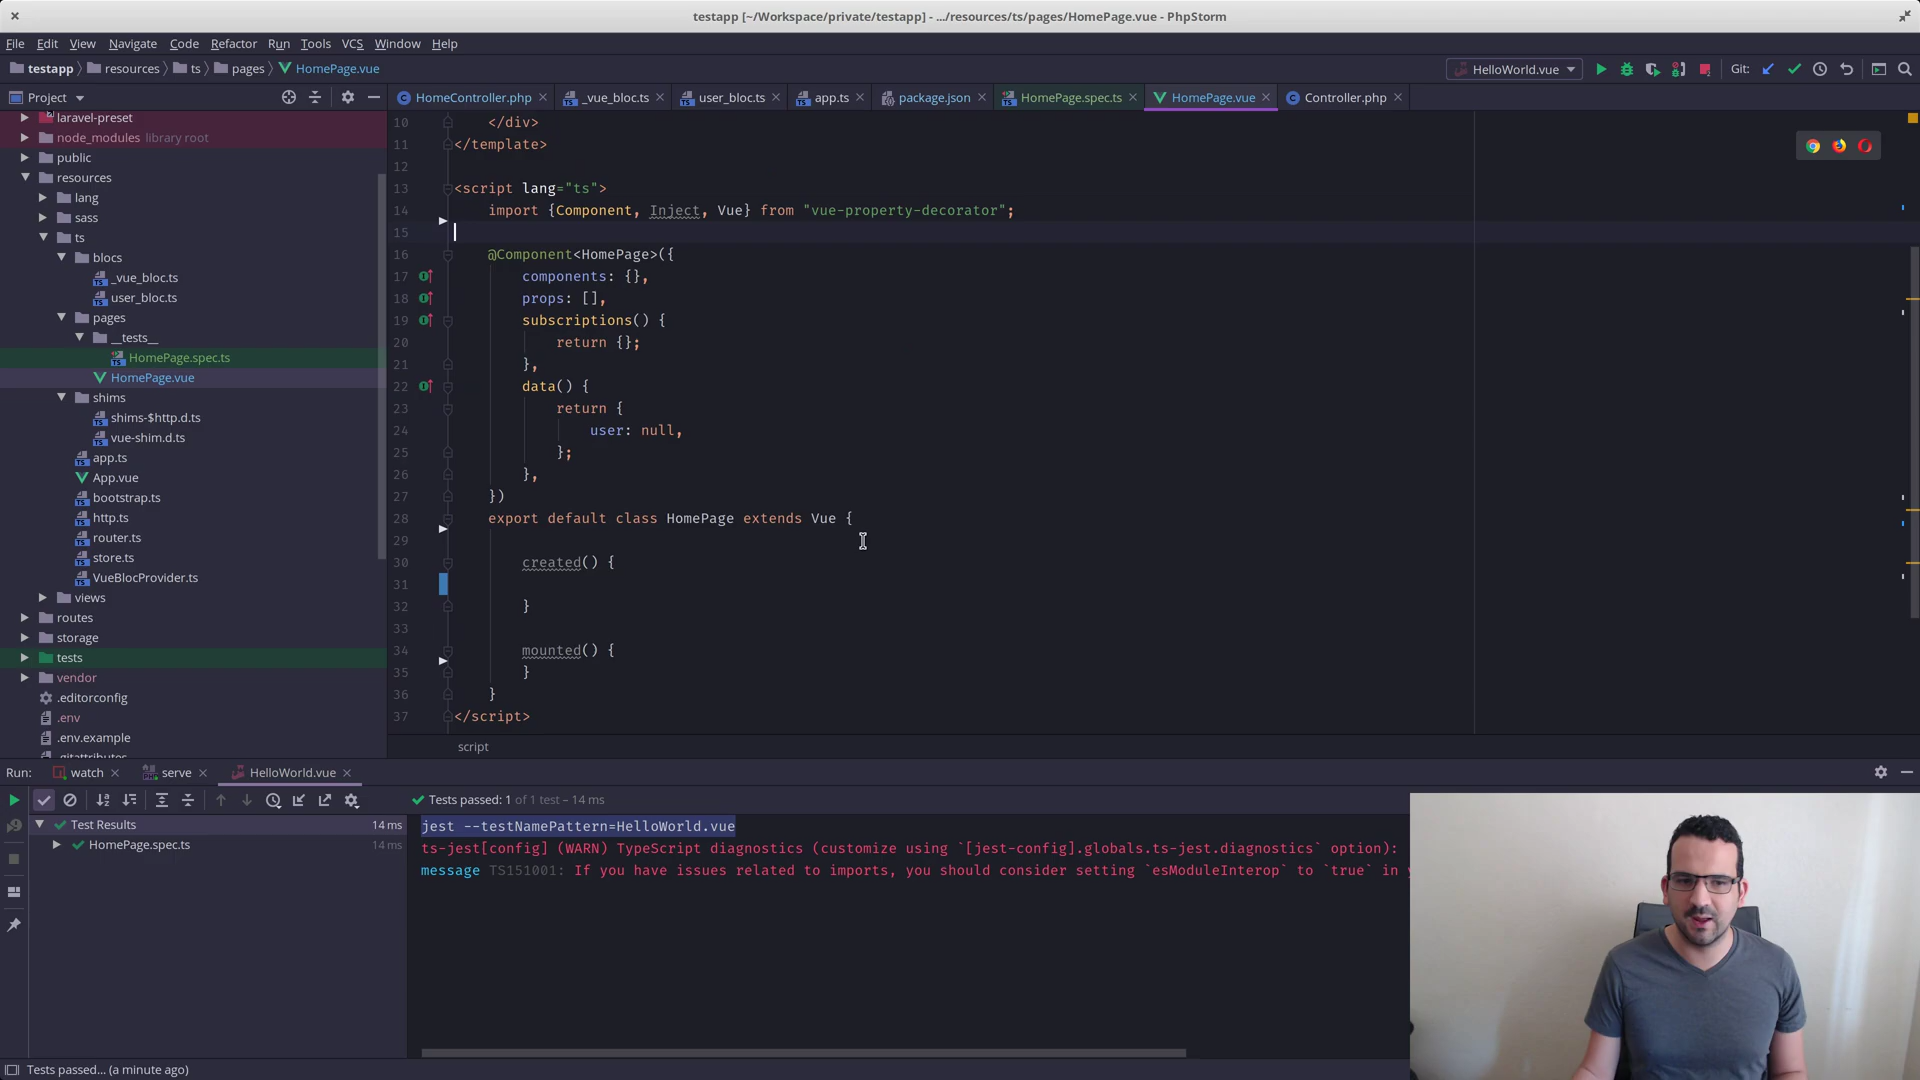 testapp [~/Workspace/private/testapp] - .../resources/ts/pages/HomePage.vue - PhpStorm
File Edit View Navigate Code Refactor Run Tools VCS Window Help
testapp resources ts pages HomePage.vue HelloWorld.vue Git:
Project HomeController.php _vue_bloc.ts user_bloc.ts app.ts package.json HomePage.spec.ts HomePage.vue Controller.php
laravel-preset
node_modules library root
public
resources
lang
sass
ts
blocs
_vue_bloc.ts
user_bloc.ts
pages
__tests__
HomePage.spec.ts
HomePage.vue
shims
shims-$http.d.ts
vue-shim.d.ts
app.ts
App.vue
bootstrap.ts
http.ts
router.ts
store.ts
VueBlocProvider.ts
views
routes
storage
tests
vendor
.editorconfig
.env
.env.example
.gitattributes
10 </div>
11 </template>
12
13 <script lang="ts">
14 import {Component, Inject, Vue} from "vue-property-decorator";
15
16 @Component<HomePage>({
17 components: {},
18 props: [],
19 subscriptions() {
20 return {};
21 },
22 data() {
23 return {
24 user: null,
25 };
26 },
27 })
28 export default class HomePage extends Vue {
29
30 created() {
31
32 }
33
34 mounted() {
35 }
36 }
37 </script>
script
Run: watch serve HelloWorld.vue
Tests passed: 1 of 1 test – 14 ms
Test Results 14 ms
HomePage.spec.ts 14 ms
jest --testNamePattern=HelloWorld.vue
ts-jest[config] (WARN) TypeScript diagnostics (customize using `[jest-config].globals.ts-jest.diagnostics` option):
message TS151001: If you have issues related to imports, you should consider setting `esModuleInterop` to `true` in
Tests passed... (a minute ago)